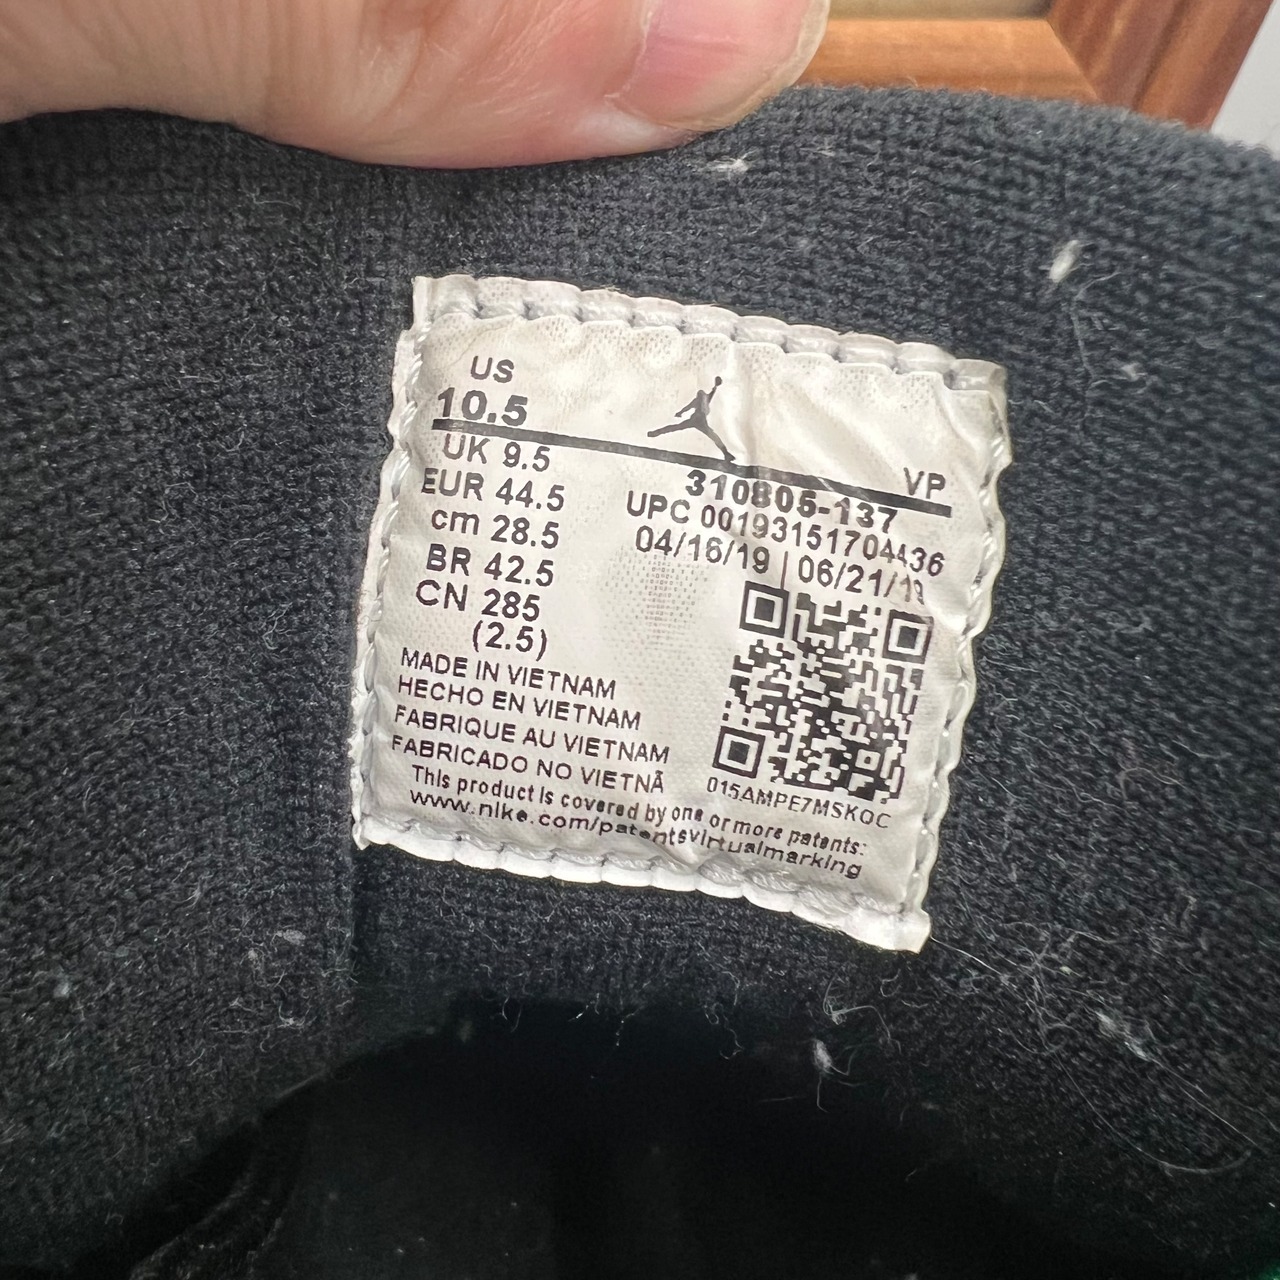 US
10.5
UK 9.5
EUR 44.5
cm 28.5
BR 42.5
CN 285
(2.5)
VP
310805-137
UPC 00193151704436
04/16/19 | 06/21/19
MADE IN VIETNAM
HECHO EN VIETNAM
FABRIQUE AU VIETNAM
FABRICADO NO VIETNÃ
015AMPE7MSKOC
This product is covered by one or more patents:
www.nike.com/patentsvirtualmarking